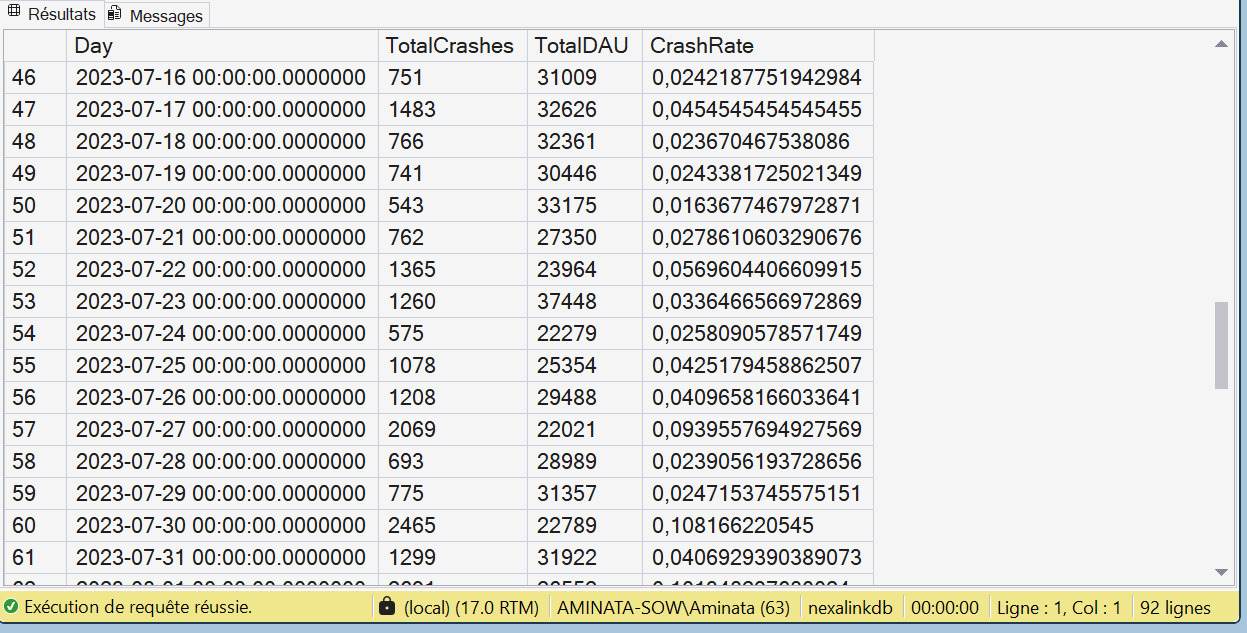 Résultats Messages
Day TotalCrashes TotalDAU CrashRate
46 2023-07-16 00:00:00.0000000 751 31009 0,0242187751942984
47 2023-07-17 00:00:00.0000000 1483 32626 0,0454545454545455
48 2023-07-18 00:00:00.0000000 766 32361 0,023670467538086
49 2023-07-19 00:00:00.0000000 741 30446 0,0243381725021349
50 2023-07-20 00:00:00.0000000 543 33175 0,0163677467972871
51 2023-07-21 00:00:00.0000000 762 27350 0,0278610603290676
52 2023-07-22 00:00:00.0000000 1365 23964 0,0569604406609915
53 2023-07-23 00:00:00.0000000 1260 37448 0,0336466566972869
54 2023-07-24 00:00:00.0000000 575 22279 0,0258090578571749
55 2023-07-25 00:00:00.0000000 1078 25354 0,0425179458862507
56 2023-07-26 00:00:00.0000000 1208 29488 0,0409658166033641
57 2023-07-27 00:00:00.0000000 2069 22021 0,0939557694927569
58 2023-07-28 00:00:00.0000000 693 28989 0,0239056193728656
59 2023-07-29 00:00:00.0000000 775 31357 0,0247153745575151
60 2023-07-30 00:00:00.0000000 2465 22789 0,108166220545
61 2023-07-31 00:00:00.0000000 1299 31922 0,0406929390389073
Exécution de requête réussie. (local) (17.0 RTM) AMINATA-SOW\Aminata (63) nexalinkdb 00:00:00 Ligne : 1, Col : 1 92 lignes